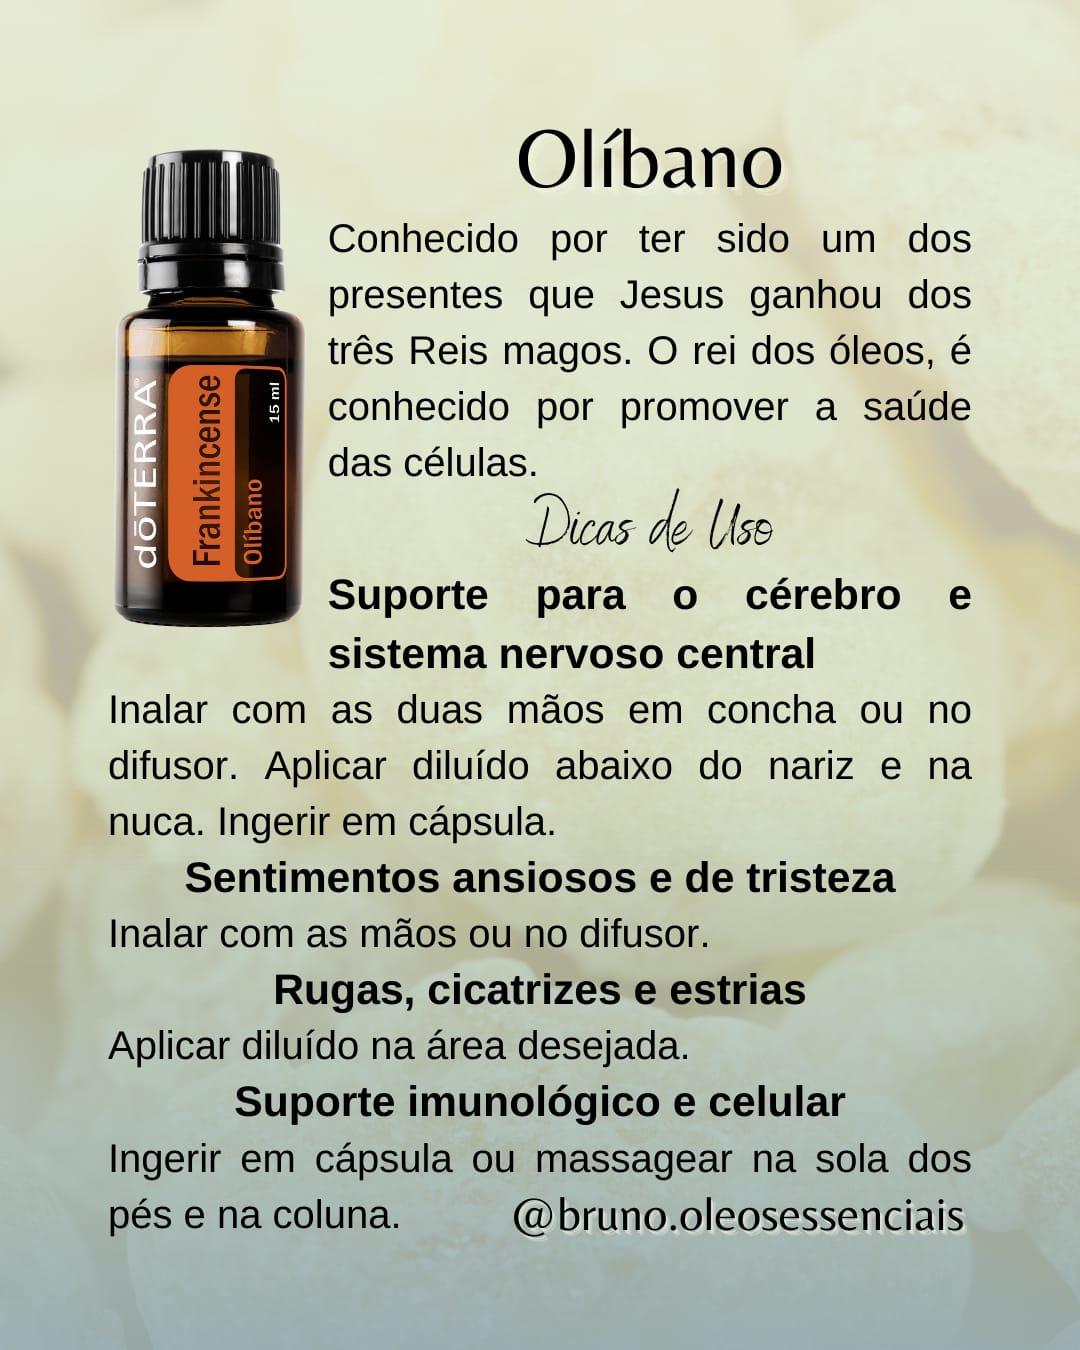 Olíbano
Conhecido por ter sido um dos
presentes que Jesus ganhou dos
três Reis magos. O rei dos óleos, é
conhecido por promover a saúde
das células.
dōTERRA®
Frankincense
Olíbano
15 ml
Dicas de Uso
Suporte para o cérebro e
sistema nervoso central
Inalar com as duas mãos em concha ou no
difusor. Aplicar diluído abaixo do nariz e na
nuca. Ingerir em cápsula.
Sentimentos ansiosos e de tristeza
Inalar com as mãos ou no difusor.
Rugas, cicatrizes e estrias
Aplicar diluído na área desejada.
Suporte imunológico e celular
Ingerir em cápsula ou massagear na sola dos
pés e na coluna.
@bruno.oleosessenciais